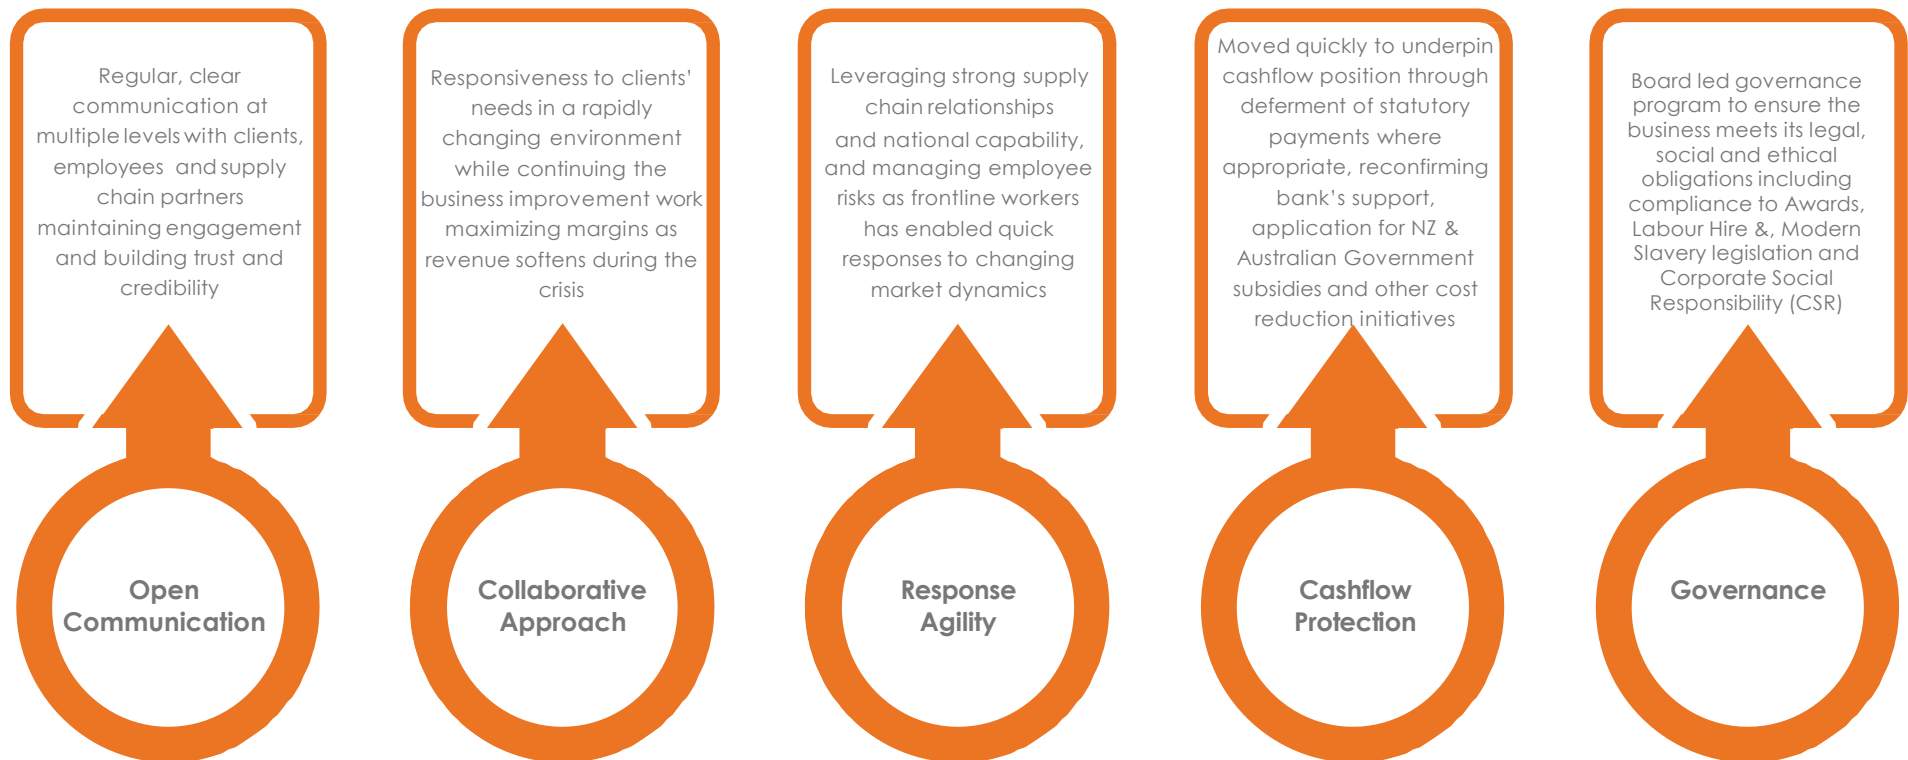 Regular, clear
communication at
multiple levels with clients,
employees and supply
chain partners
maintaining engagement
and building trust and
credibility
Open
Communication
Responsiveness to clients’
needs in a rapidly
changing environment
while continuing the
business improvement work
maximizing margins as
revenue softens during the
crisis
Collaborative
Approach
Leveraging strong supply
chain relationships
and national capability,
and managing employee
risks as frontline workers
has enabled quick
responses to changing
market dynamics
Response
Agility
Moved quickly to underpin
cashflow position through
deferment of statutory
payments where
appropriate, reconfirming
bank’s support,
application for NZ &
Australian Government
subsidies and other cost
reduction initiatives
Cashflow
Protection
Board led governance
program to ensure the
business meets its legal,
social and ethical
obligations including
compliance to Awards,
Labour Hire &, Modern
Slavery legislation and
Corporate Social
Responsibility (CSR)
Governance